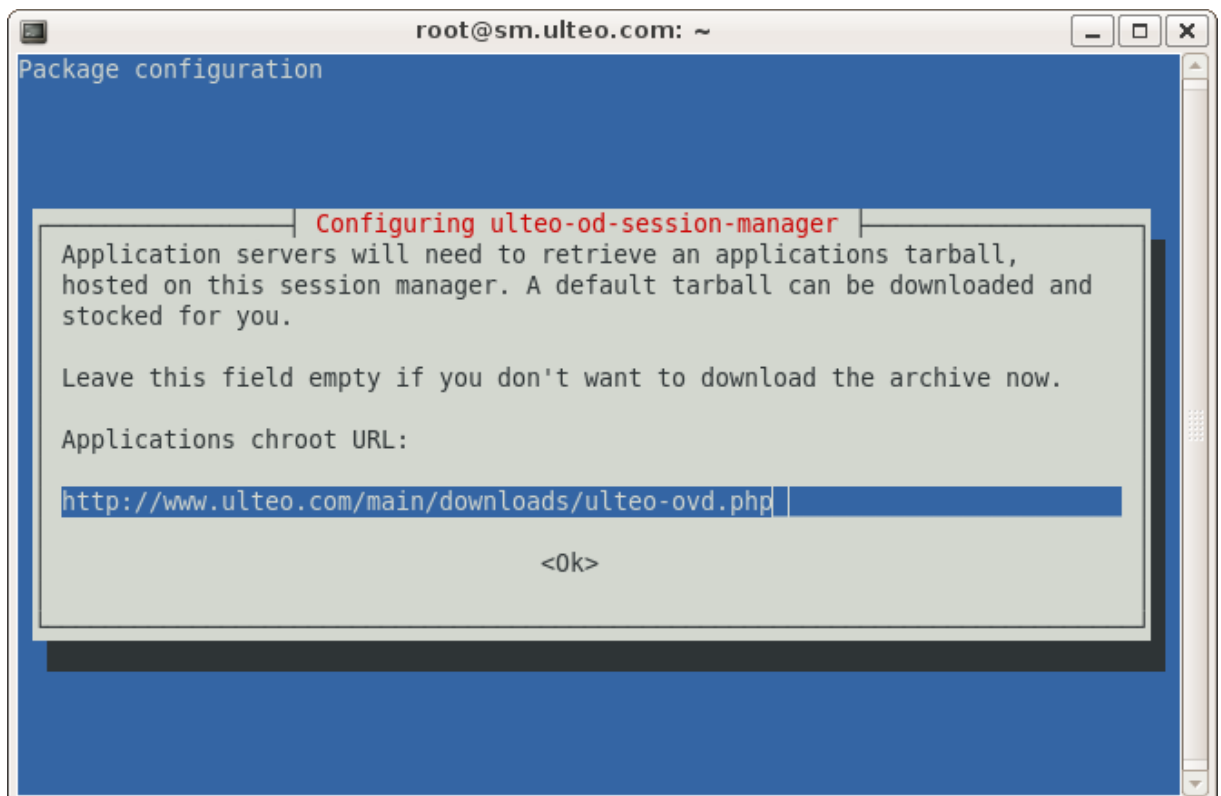 root@sm.ulteo.com: ~
Package configuration
Configuring ulteo-od-session-manager
Application servers will need to retrieve an applications tarball,
hosted on this session manager. A default tarball can be downloaded and
stocked for you.
Leave this field empty if you don't want to download the archive now.
Applications chroot URL:
http://www.ulteo.com/main/downloads/ulteo-ovd.php
<Ok>